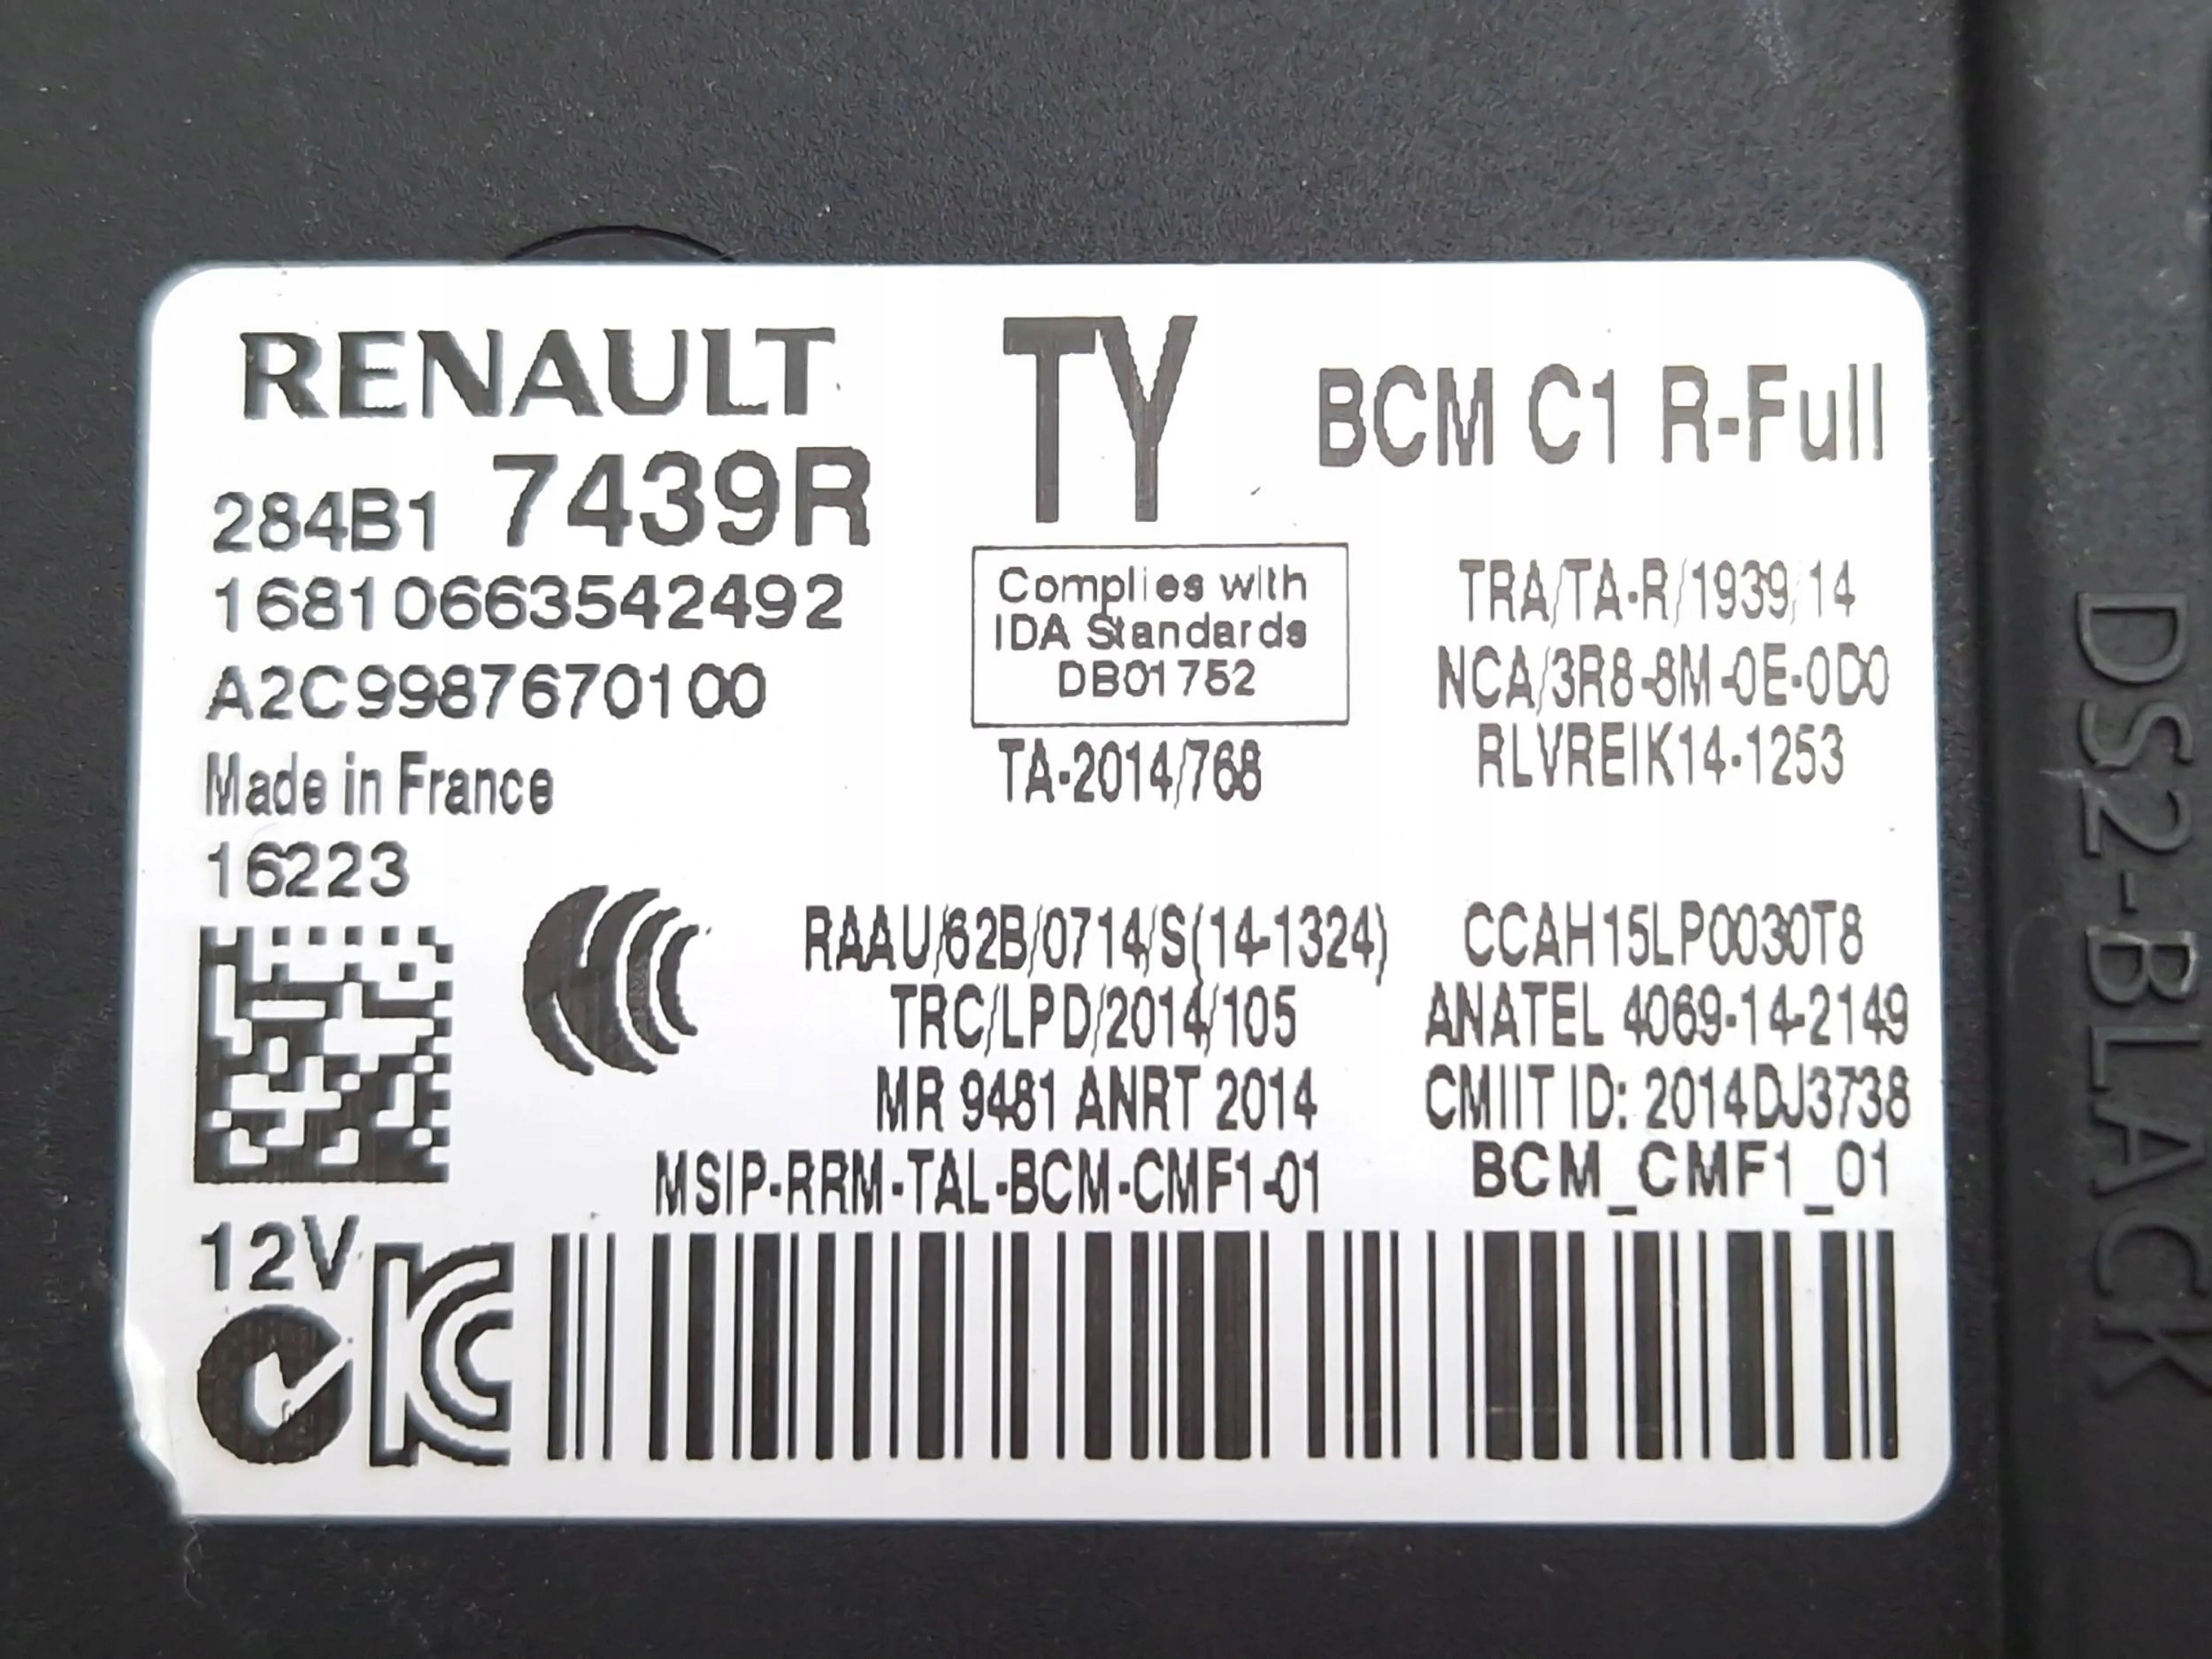 RENAULT
TY
BCM C1 R-Full
284B1 7439R
16810663542492
A2C9987670100
Made in France
16223
Complies with
IDA Standards
DB01752
TA-2014/768
TRA/TA-R/1939/14
NCA/3R8-8M-0E-0D0
RLVREIK14-1253
RAAU/62B/0714/S(14-1324)
TRC/LPD/2014/105
MR 9481 ANRT 2014
MSIP-RRM-TAL-BCM-CMF1-01
CCAH15LP0030T8
ANATEL 4069-14-2149
CMIIT ID: 2014DJ3738
BCM_CMF1_01
12V
KC
DS2-BLACK